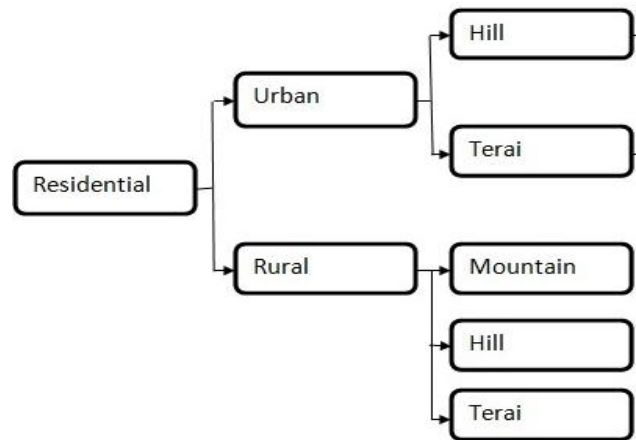 Residential
Urban
Hill
Terai
Rural
Mountain
Hill
Terai